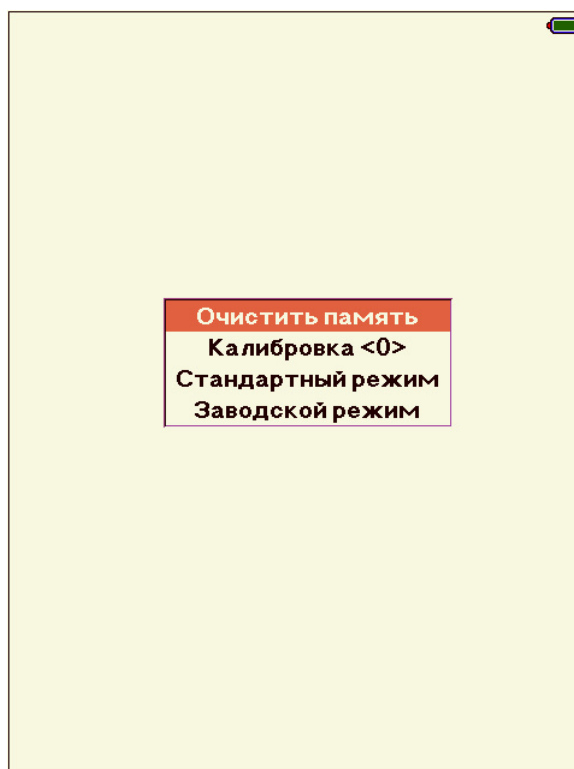 Очистить память
Калибровка <0>
Стандартный режим
Заводской режим